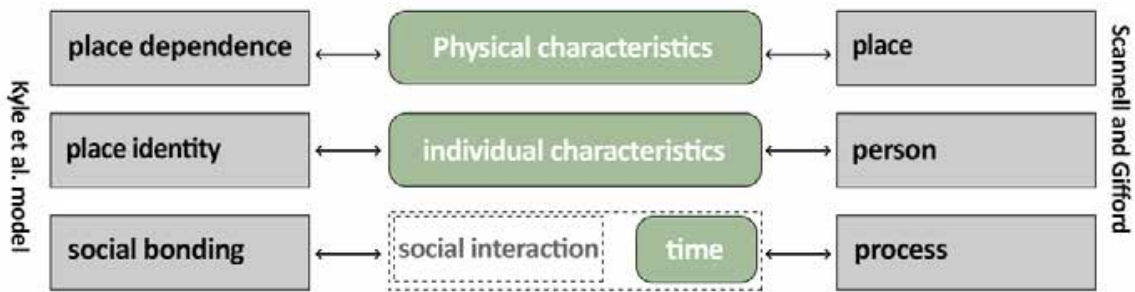 Kyle et al. model
place dependence
Physical characteristics
place
place identity
individual characteristics
person
social bonding
social interaction
time
process
Scannell and Gifford